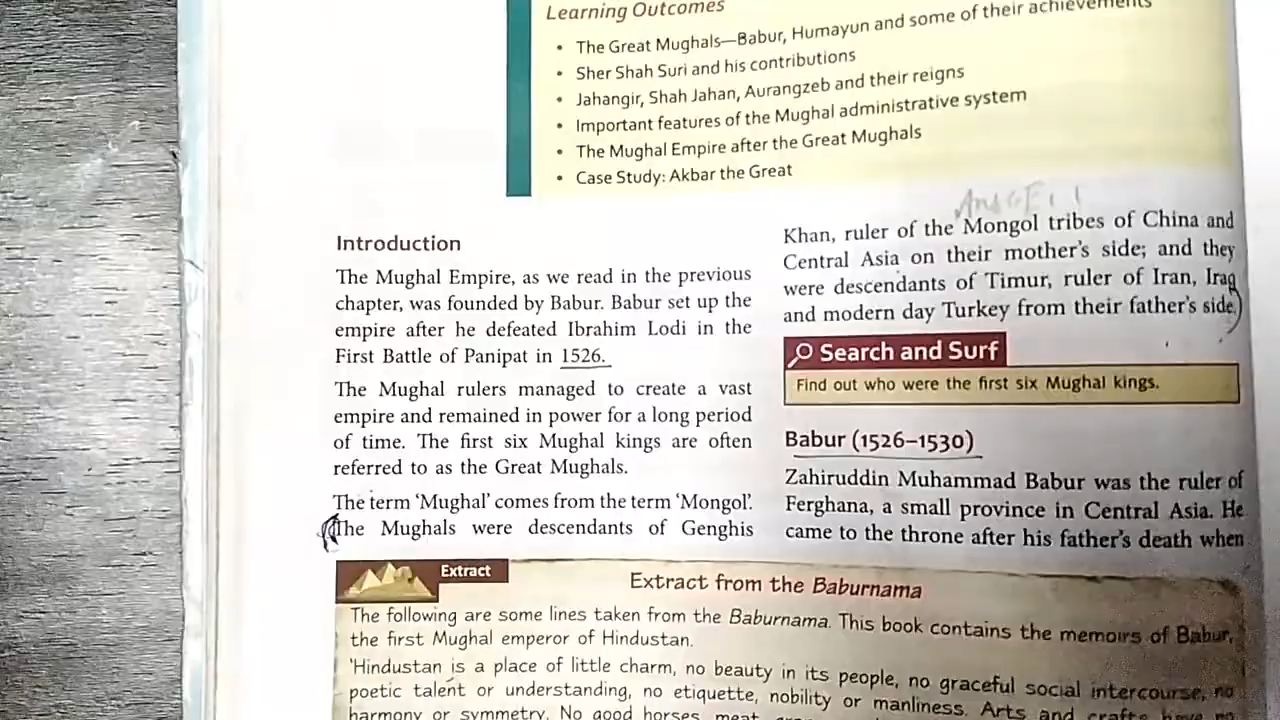 Learning Outcomes
• The Great Mughals—Babur, Humayun and some of their achievements
• Sher Shah Suri and his contributions
• Jahangir, Shah Jahan, Aurangzeb and their reigns
• Important features of the Mughal administrative system
• The Mughal Empire after the Great Mughals
• Case Study: Akbar the Great
Introduction
The Mughal Empire, as we read in the previous
chapter, was founded by Babur. Babur set up the
empire after he defeated Ibrahim Lodi in the
First Battle of Panipat in 1526.
The Mughal rulers managed to create a vast
empire and remained in power for a long period
of time. The first six Mughal kings are often
referred to as the Great Mughals.
The term ‘Mughal’ comes from the term ‘Mongol’.
The Mughals were descendants of Genghis
Khan, ruler of the Mongol tribes of China and
Central Asia on their mother’s side; and they
were descendants of Timur, ruler of Iran, Iraq
and modern day Turkey from their father’s side
Search and Surf
Find out who were the first six Mughal kings.
Babur (1526–1530)
Zahiruddin Muhammad Babur was the ruler of
Ferghana, a small province in Central Asia. He
came to the throne after his father’s death when
Extract
Extract from the Baburnama
The following are some lines taken from the Baburnama. This book contains the memoirs of Babur,
the first Mughal emperor of Hindustan.
‘Hindustan is a place of little charm, no beauty in its people, no graceful social intercourse, no
poetic talent or understanding, no etiquette, nobility or manliness. Arts and crafts have no
harmony or symmetry. No good horses, meat,